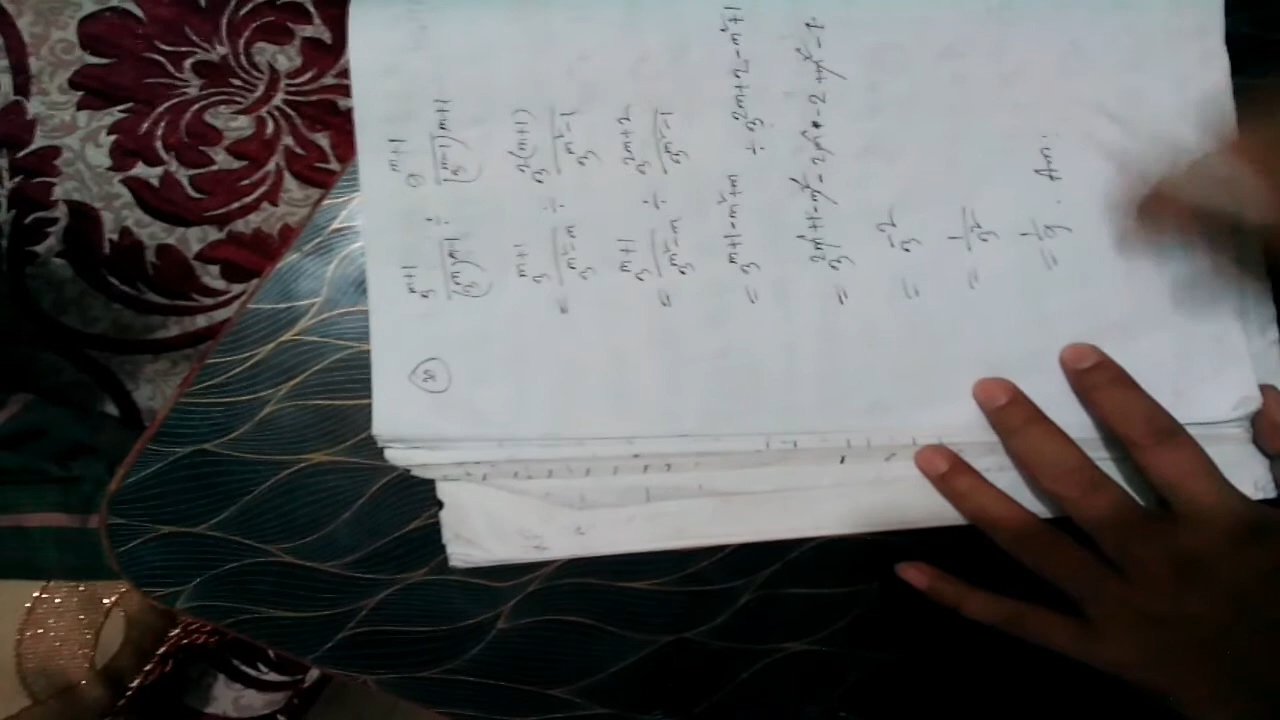 8 3^{m+1}/(3^m)^{m-1} ÷ 9^{m+1}/(3^{m-1})^{m+1}
= 3^{m+1}/3^{m²-m} ÷ 3^{2(m+1)}/3^{m²-1}
= 3^{m+1}/3^{m²-m} ÷ 3^{2m+2}/3^{m²-1}
= 3^{m+1-m²+m} ÷ 3^{2m+2-m²+1}
= 3^{2m+1-m²-2m-2+m²-1}
= 3^{-2}
= 1/3²
= 1/9. Ans: